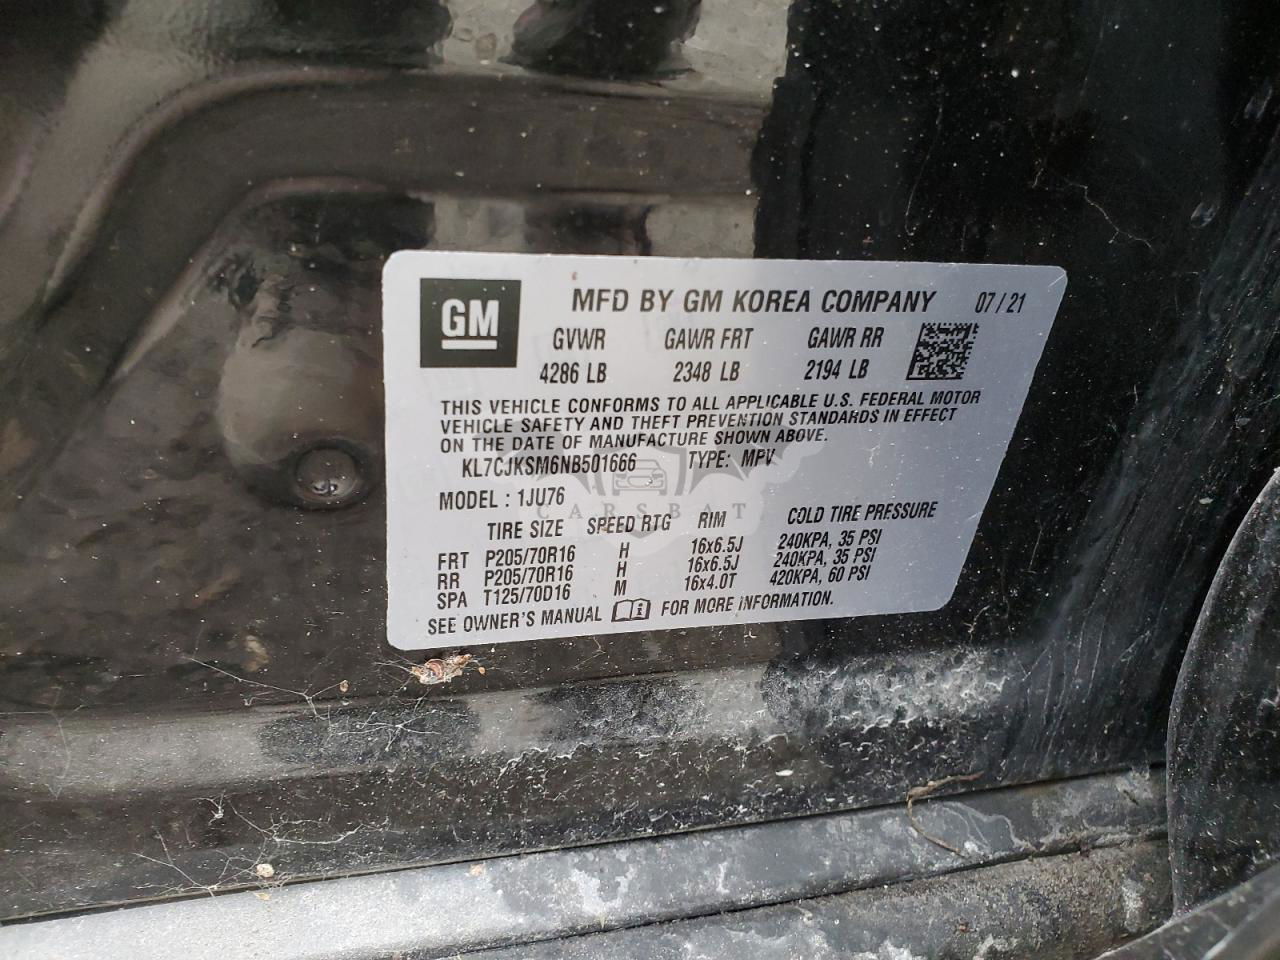 GM MFD BY GM KOREA COMPANY 07/21
GVWR GAWR FRT GAWR RR
4286 LB 2348 LB 2194 LB
THIS VEHICLE CONFORMS TO ALL APPLICABLE U.S. FEDERAL MOTOR
VEHICLE SAFETY AND THEFT PREVENTION STANDARDS IN EFFECT
ON THE DATE OF MANUFACTURE SHOWN ABOVE.
KL7CJKSM6NB501666 TYPE: MPV
MODEL : 1JU76
CARSBAT
TIRE SIZE SPEED RTG RIM COLD TIRE PRESSURE
FRT P205/70R16 H 16x6.5J 240KPA, 35 PSI
RR P205/70R16 H 16x6.5J 240KPA, 35 PSI
SPA T125/70D16 M 16x4.0T 420KPA, 60 PSI
SEE OWNER'S MANUAL FOR MORE INFORMATION.